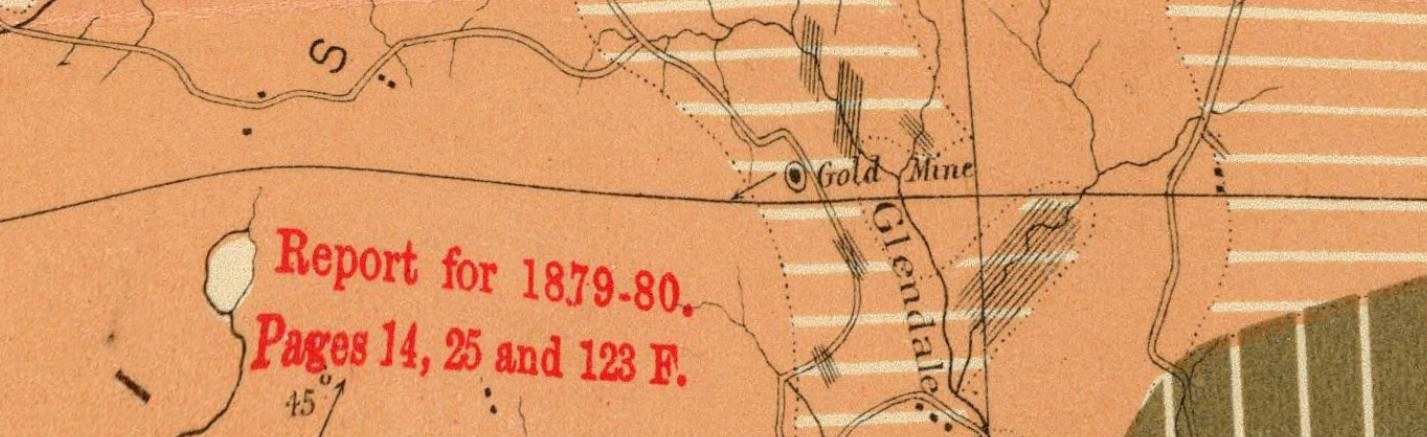 S
Gold Mine
Glendale
Report for 1879-80.
Pages 14, 25 and 123 F.
45°